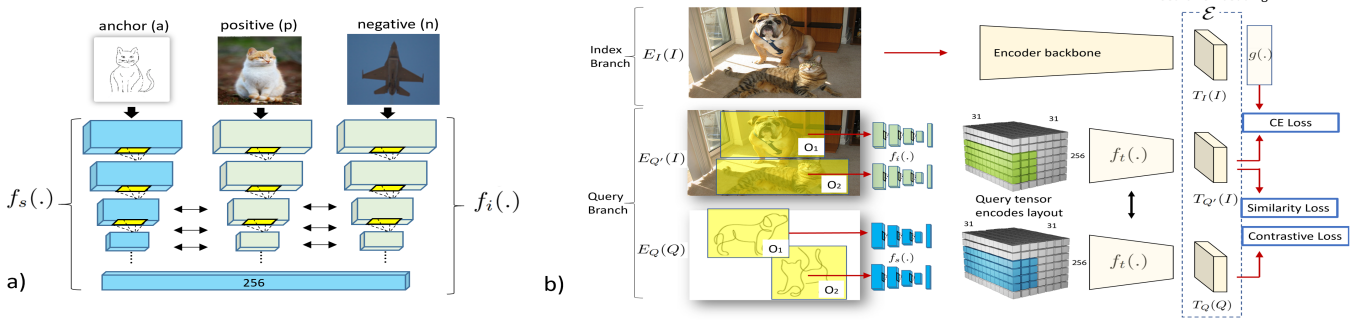 anchor (a)
positive (p)
negative (n)
f_s(.)
f_i(.)
256
a)
Index
Branch
E_I(I)
Encoder backbone
ℰ
g(.)
T_I(I)
CE Loss
Query
Branch
E_Q'(I)
O1
O2
f_i(.)
31
31
256
f_t(.)
T_Q'(I)
Query tensor
encodes layout
Similarity Loss
Contrastive Loss
E_Q(Q)
O1
O2
f_s(.)
31
31
256
f_t(.)
T_Q(Q)
b)